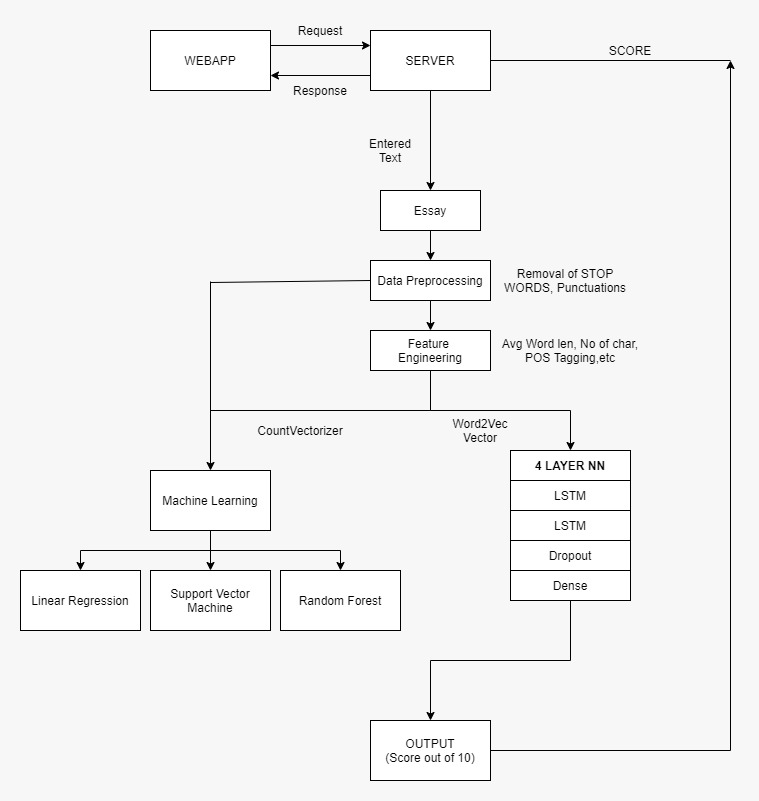 Request
WEBAPP
SERVER
SCORE
Response
Entered
Text
Essay
Data Preprocessing
Removal of STOP
WORDS, Punctuations
Feature
Engineering
Avg Word len, No of char,
POS Tagging,etc
CountVectorizer
Word2Vec
Vector
4 LAYER NN
LSTM
LSTM
Dropout
Dense
Machine Learning
Linear Regression
Support Vector
Machine
Random Forest
OUTPUT
(Score out of 10)